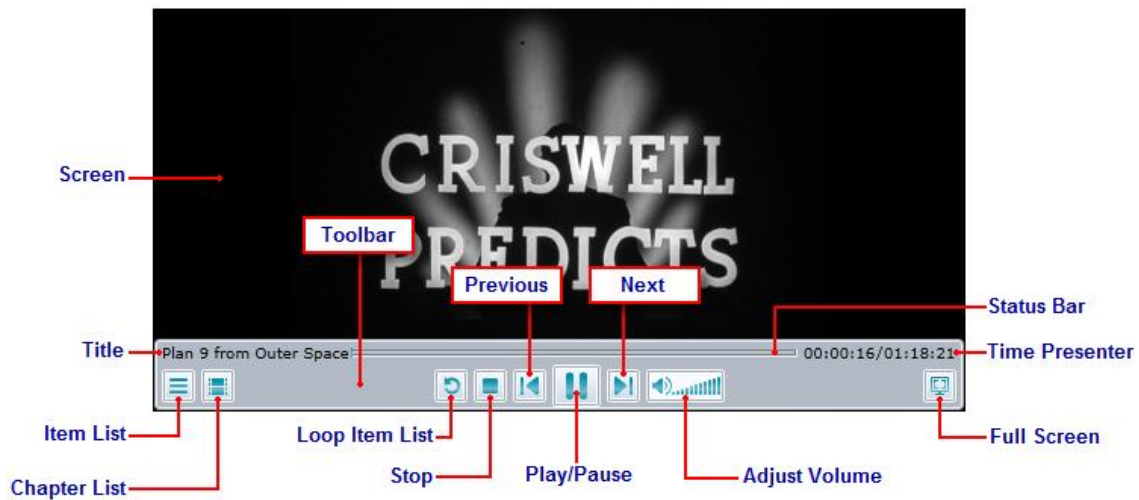 CRISWELL
PREDICTS
Screen
Toolbar
Previous
Next
Status Bar
Title
Plan 9 from Outer Space
00:00:16/01:18:21
Time Presenter
Item List
Loop Item List
Full Screen
Chapter List
Stop
Play/Pause
Adjust Volume